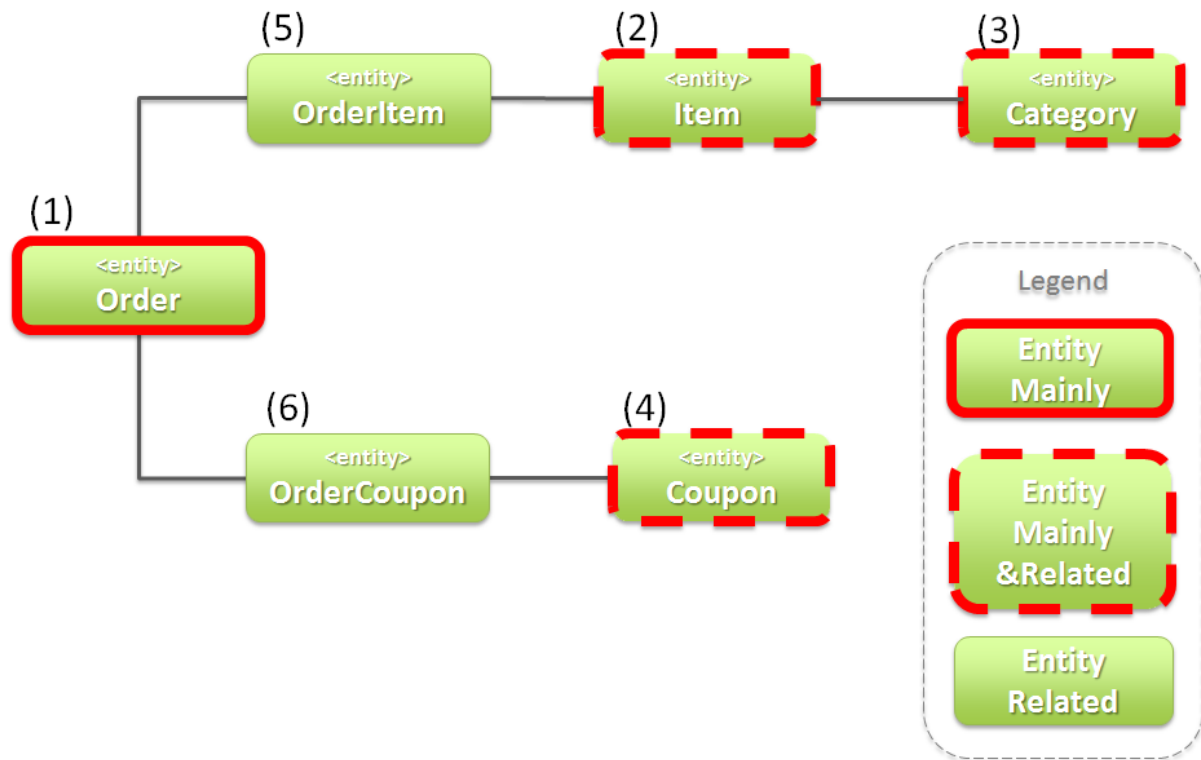 (5)
<entity>
OrderItem
(2)
<entity>
Item
(3)
<entity>
Category
(1)
<entity>
Order
(6)
<entity>
OrderCoupon
(4)
<entity>
Coupon
Legend
Entity
Mainly
Entity
Mainly
&Related
Entity
Related